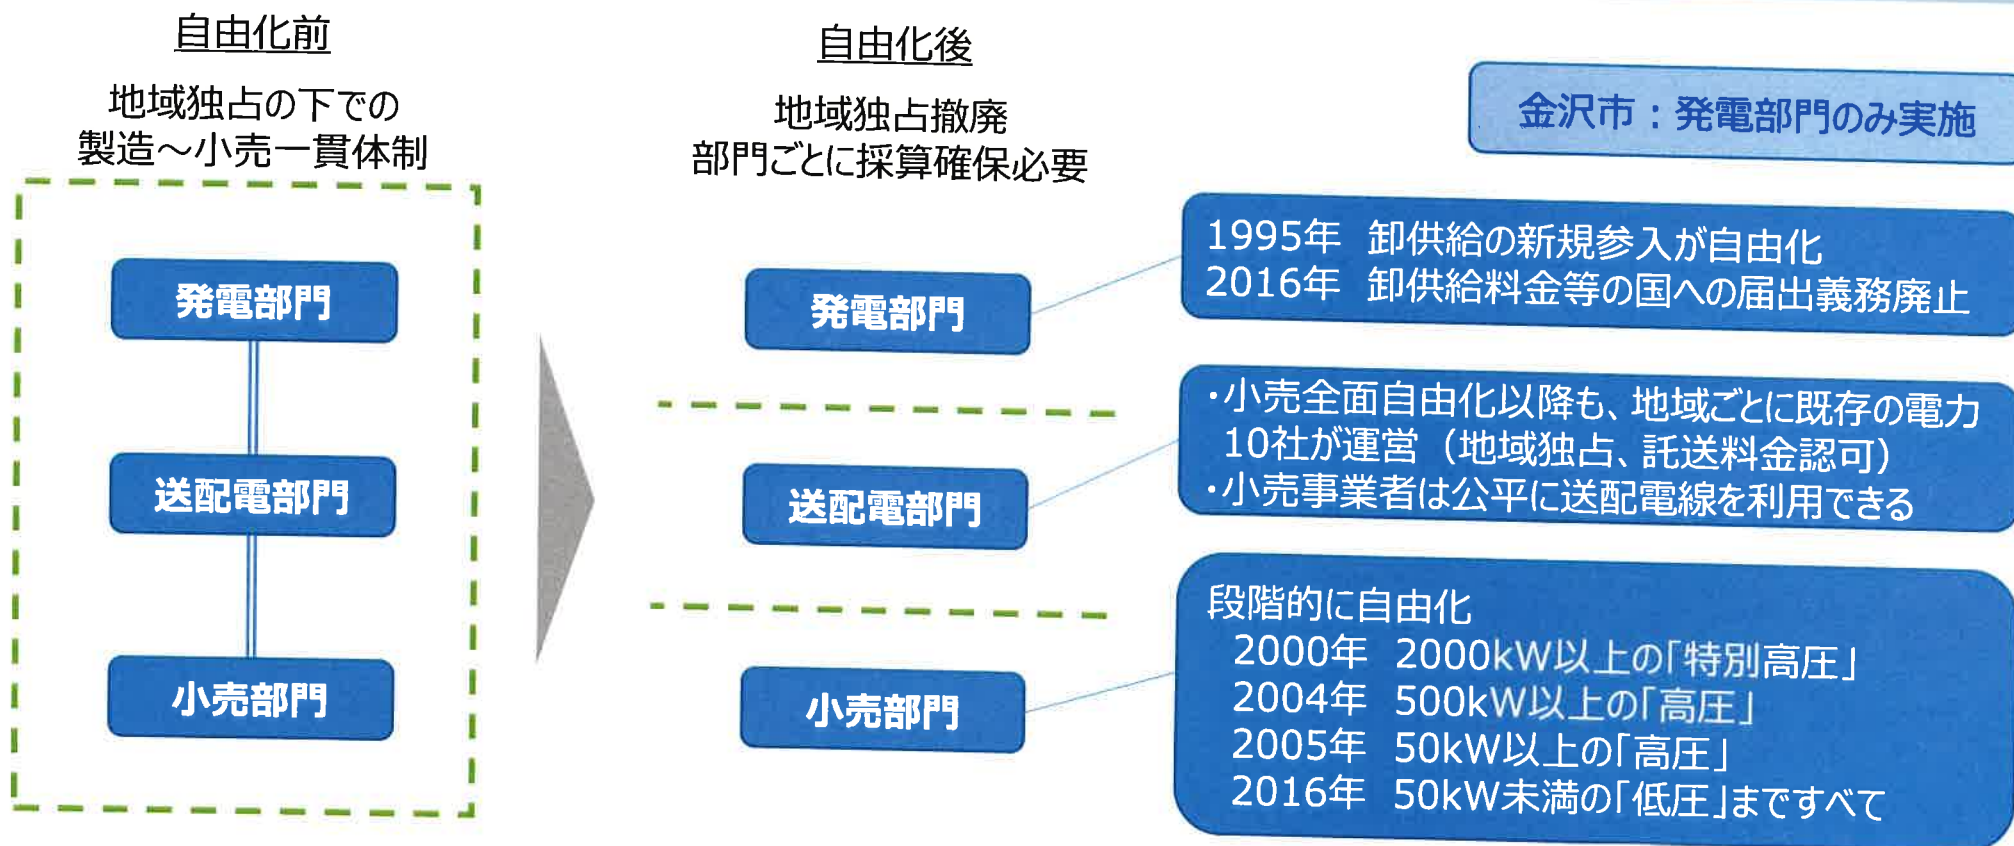 自由化前
地域独占の下での
製造～小売一貫体制
発電部門
送配電部門
小売部門
自由化後
地域独占撤廃
部門ごとに採算確保必要
発電部門
送配電部門
小売部門
金沢市：発電部門のみ実施
1995年 卸供給の新規参入が自由化
2016年 卸供給料金等の国への届出義務廃止
・小売全面自由化以降も、地域ごとに既存の電力
10社が運営（地域独占、託送料金認可）
・小売事業者は公平に送配電線を利用できる
段階的に自由化
2000年 2000kW以上の「特別高圧」
2004年 500kW以上の「高圧」
2005年 50kW以上の「高圧」
2016年 50kW未満の「低圧」まですべて